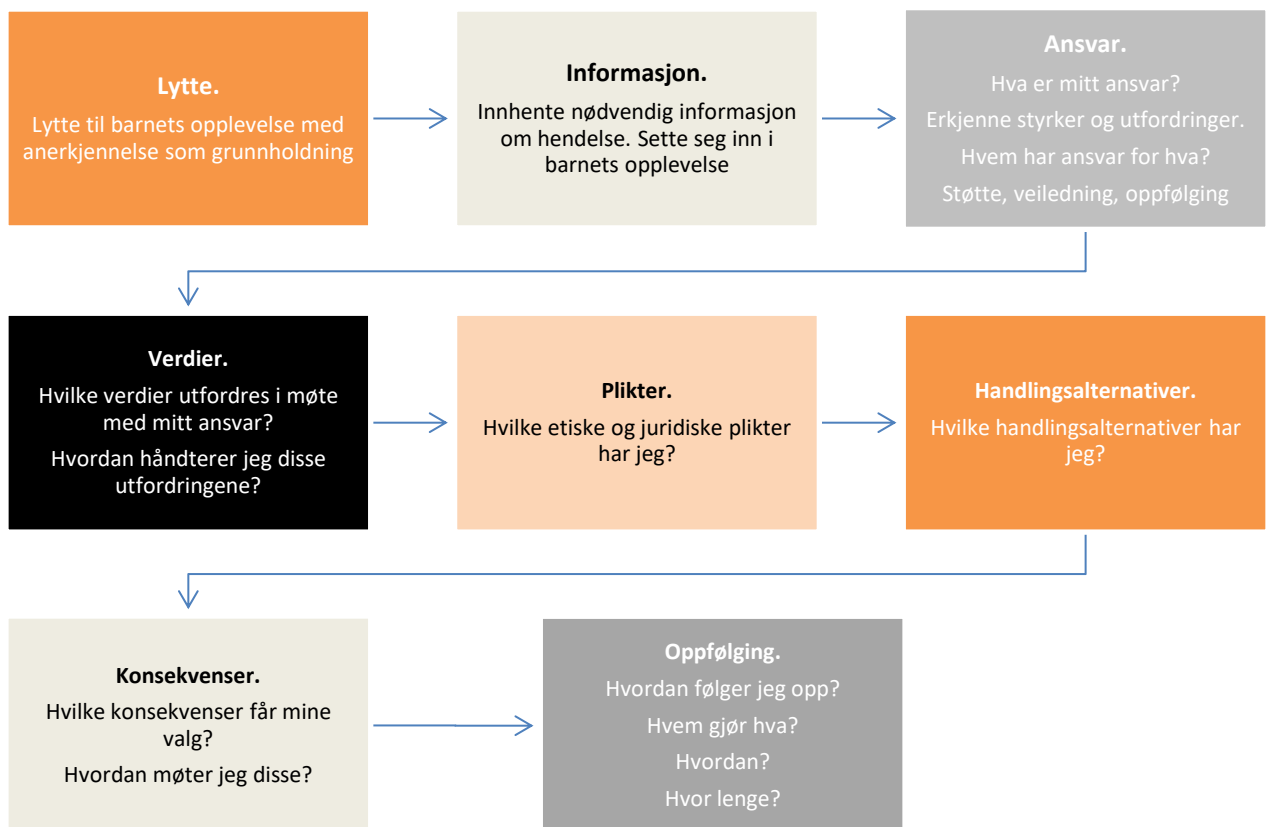 Lytte.
Lytte til barnets opplevelse med
anerkjennelse som grunnholdning
Informasjon.
Innhente nødvendig informasjon
om hendelse. Sette seg inn i
barnets opplevelse
Ansvar.
Hva er mitt ansvar?
Erkjenne styrker og utfordringer.
Hvem har ansvar for hva?
Støtte, veiledning, oppfølging
Verdier.
Hvilke verdier utfordres i møte
med mitt ansvar?
Hvordan håndterer jeg disse
utfordringene?
Plikter.
Hvilke etiske og juridiske plikter
har jeg?
Handlingsalternativer.
Hvilke handlingsalternativer har
jeg?
Konsekvenser.
Hvilke konsekvenser får mine
valg?
Hvordan møter jeg disse?
Oppfølging.
Hvordan følger jeg opp?
Hvem gjør hva?
Hvordan?
Hvor lenge?